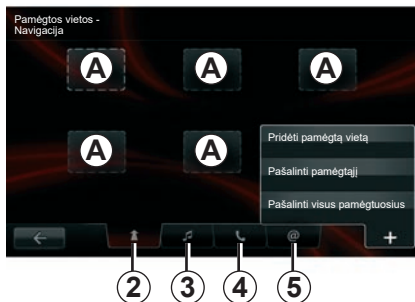 Pamėgtos vietos -
Navigacija
A A A
A A
Pridėti pamėgtą vietą
Pašalinti pamėgtąjį
Pašalinti visus pamėgtuosius
@ +
2 3 4 5